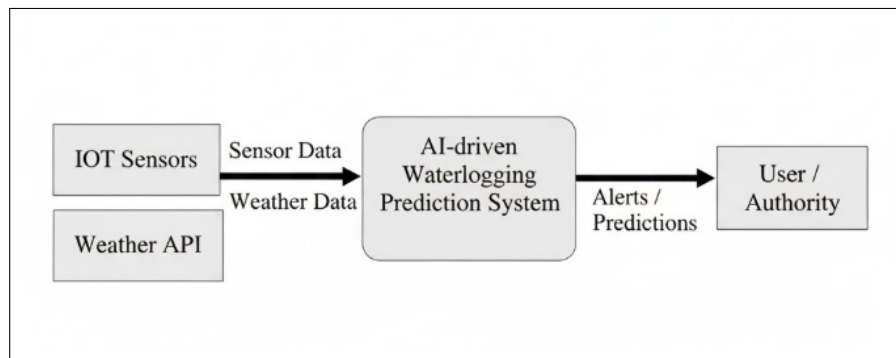 IOT Sensors
Weather API
Sensor Data
Weather Data
AI-driven
Waterlogging
Prediction System
Alerts /
Predictions
User /
Authority